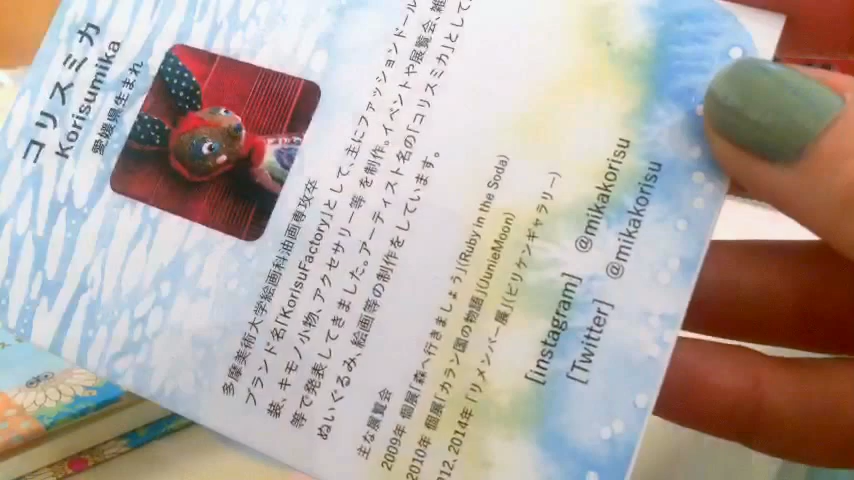 コリスミカ
Korisumika
愛媛県生まれ
多摩美術大学絵画科油画専攻卒
ブランド名「KorisuFactory」として、主にファッションドール
装、キモノ小物、アクセサリー等 を制作。イベントや展覧会、雑
等で発表してきました。アーティスト名の「コリスミカ」として、
ぬいぐるみ、絵画等の制作をしています。
主な展覧会
2009年 個展「森へ行きましょう」(Ruby in the Soda)
2010年 個展「カラン国の物語」(JunieMoon)
12、2014年 「リメンバー展」(ビリケンギャラリー)
[instagram] @mikakorisu
[Twitter] @mikakorisu